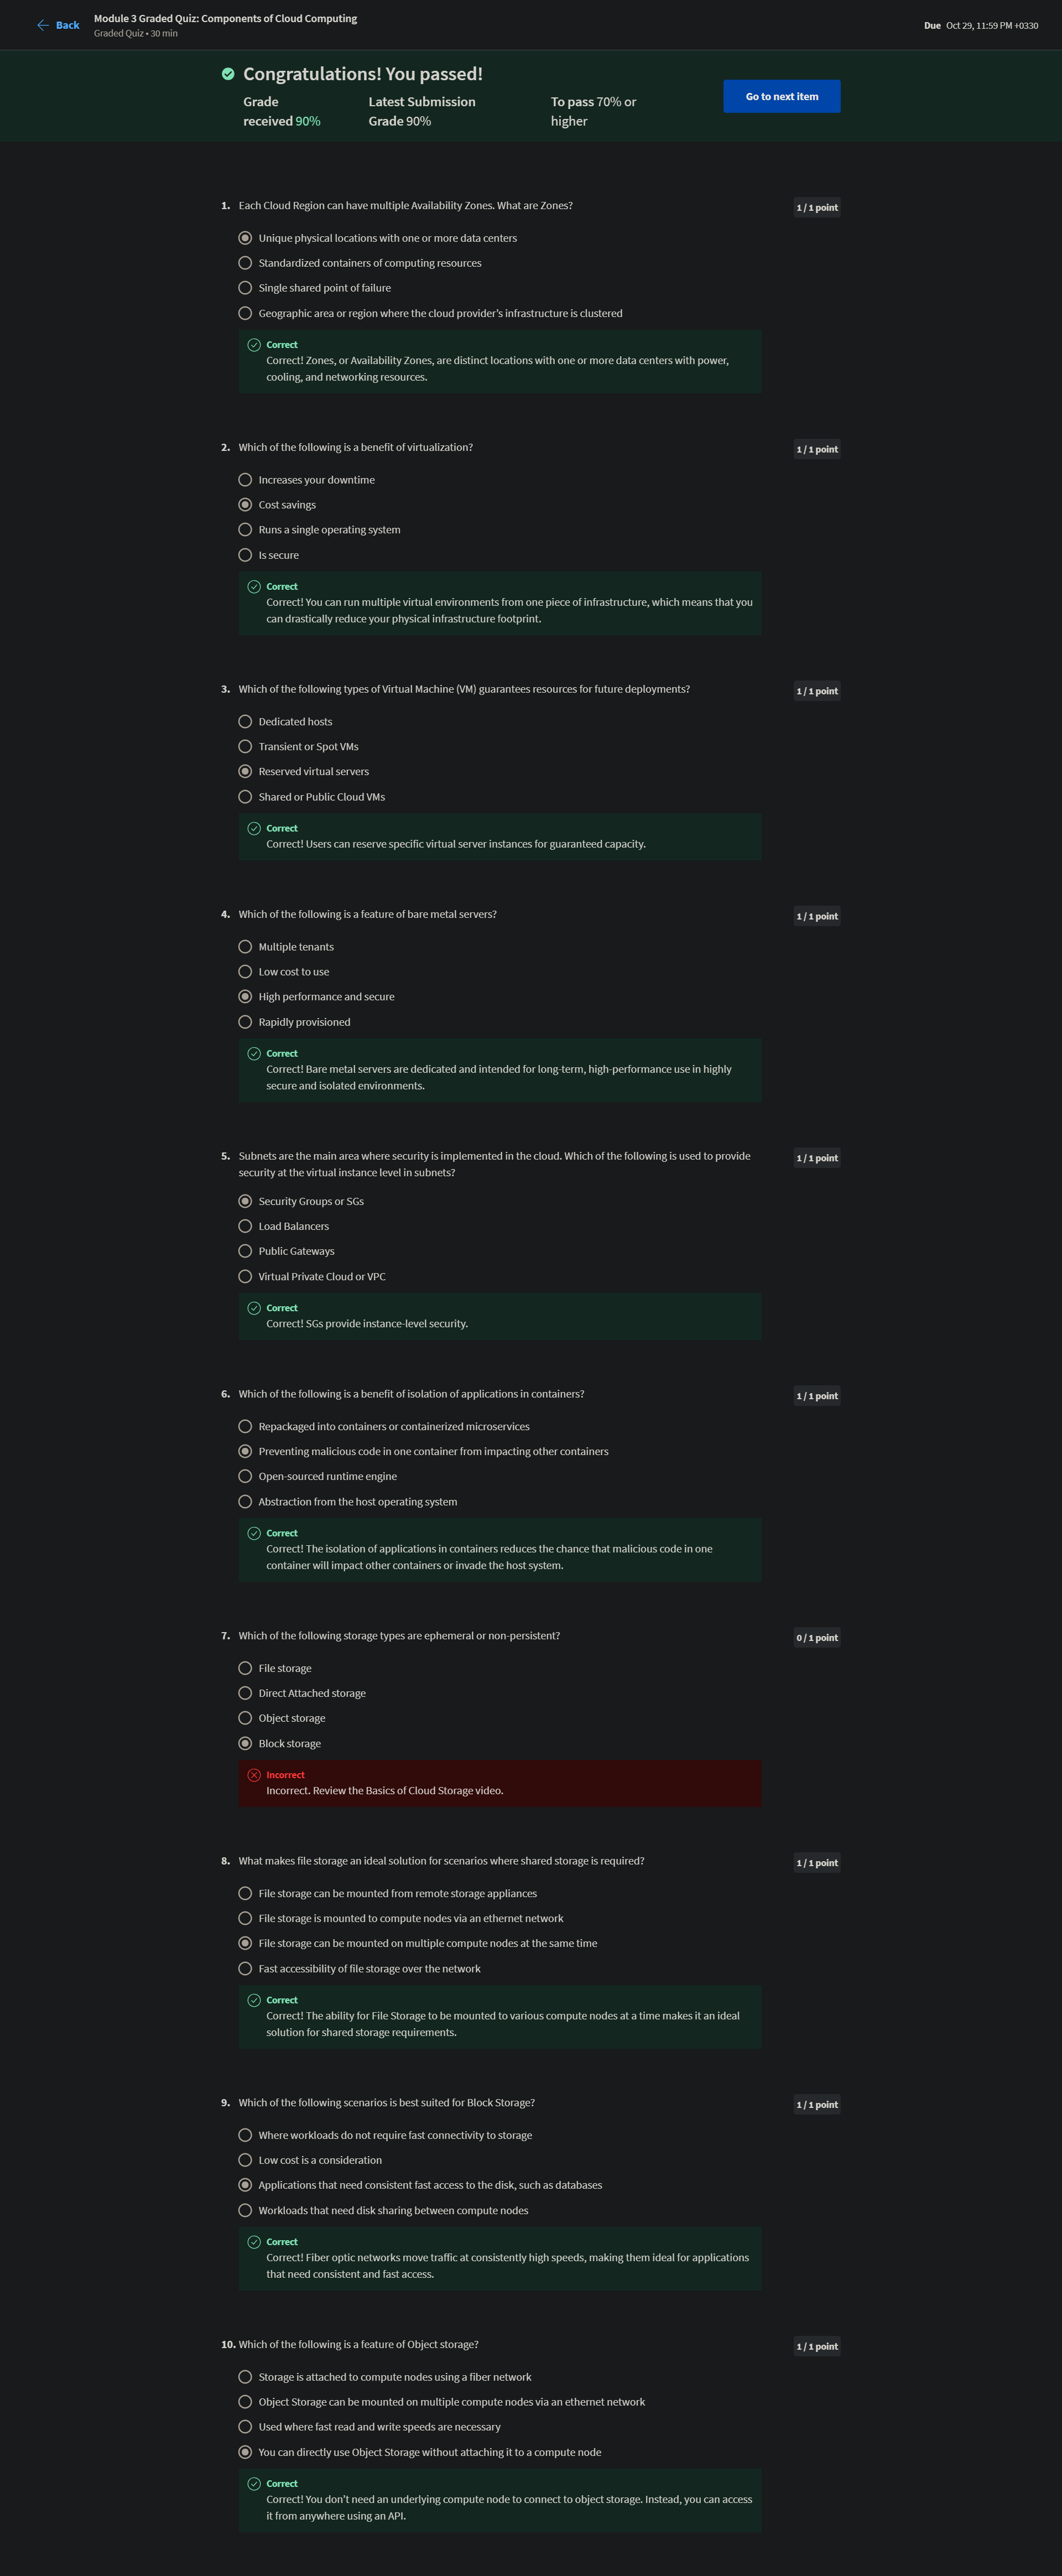 Back
Module 3 Graded Quiz: Components of Cloud Computing
Graded Quiz • 30 min
Due Oct 29, 11:59 PM +0330
Congratulations! You passed!
Grade received 90%
Latest Submission Grade 90%
To pass 70% or higher
Go to next item
1. Each Cloud Region can have multiple Availability Zones. What are Zones?
1 / 1 point
Unique physical locations with one or more data centers
Standardized containers of computing resources
Single shared point of failure
Geographic area or region where the cloud provider’s infrastructure is clustered
Correct
Correct! Zones, or Availability Zones, are distinct locations with one or more data centers with power,
cooling, and networking resources.
2. Which of the following is a benefit of virtualization?
1 / 1 point
Increases your downtime
Cost savings
Runs a single operating system
Is secure
Correct
Correct! You can run multiple virtual environments from one piece of infrastructure, which means that you
can drastically reduce your physical infrastructure footprint.
3. Which of the following types of Virtual Machine (VM) guarantees resources for future deployments?
1 / 1 point
Dedicated hosts
Transient or Spot VMs
Reserved virtual servers
Shared or Public Cloud VMs
Correct
Correct! Users can reserve specific virtual server instances for guaranteed capacity.
4. Which of the following is a feature of bare metal servers?
1 / 1 point
Multiple tenants
Low cost to use
High performance and secure
Rapidly provisioned
Correct
Correct! Bare metal servers are dedicated and intended for long-term, high-performance use in highly
secure and isolated environments.
5. Subnets are the main area where security is implemented in the cloud. Which of the following is used to provide
security at the virtual instance level in subnets?
1 / 1 point
Security Groups or SGs
Load Balancers
Public Gateways
Virtual Private Cloud or VPC
Correct
Correct! SGs provide instance-level security.
6. Which of the following is a benefit of isolation of applications in containers?
1 / 1 point
Repackaged into containers or containerized microservices
Preventing malicious code in one container from impacting other containers
Open-sourced runtime engine
Abstraction from the host operating system
Correct
Correct! The isolation of applications in containers reduces the chance that malicious code in one
container will impact other containers or invade the host system.
7. Which of the following storage types are ephemeral or non-persistent?
0 / 1 point
File storage
Direct Attached storage
Object storage
Block storage
Incorrect
Incorrect. Review the Basics of Cloud Storage video.
8. What makes file storage an ideal solution for scenarios where shared storage is required?
1 / 1 point
File storage can be mounted from remote storage appliances
File storage is mounted to compute nodes via an ethernet network
File storage can be mounted on multiple compute nodes at the same time
Fast accessibility of file storage over the network
Correct
Correct! The ability for File Storage to be mounted to various compute nodes at a time makes it an ideal
solution for shared storage requirements.
9. Which of the following scenarios is best suited for Block Storage?
1 / 1 point
Where workloads do not require fast connectivity to storage
Low cost is a consideration
Applications that need consistent fast access to the disk, such as databases
Workloads that need disk sharing between compute nodes
Correct
Correct! Fiber optic networks move traffic at consistently high speeds, making them ideal for applications
that need consistent and fast access.
10. Which of the following is a feature of Object storage?
1 / 1 point
Storage is attached to compute nodes using a fiber network
Object Storage can be mounted on multiple compute nodes via an ethernet network
Used where fast read and write speeds are necessary
You can directly use Object Storage without attaching it to a compute node
Correct
Correct! You don’t need an underlying compute node to connect to object storage. Instead, you can access
it from anywhere using an API.